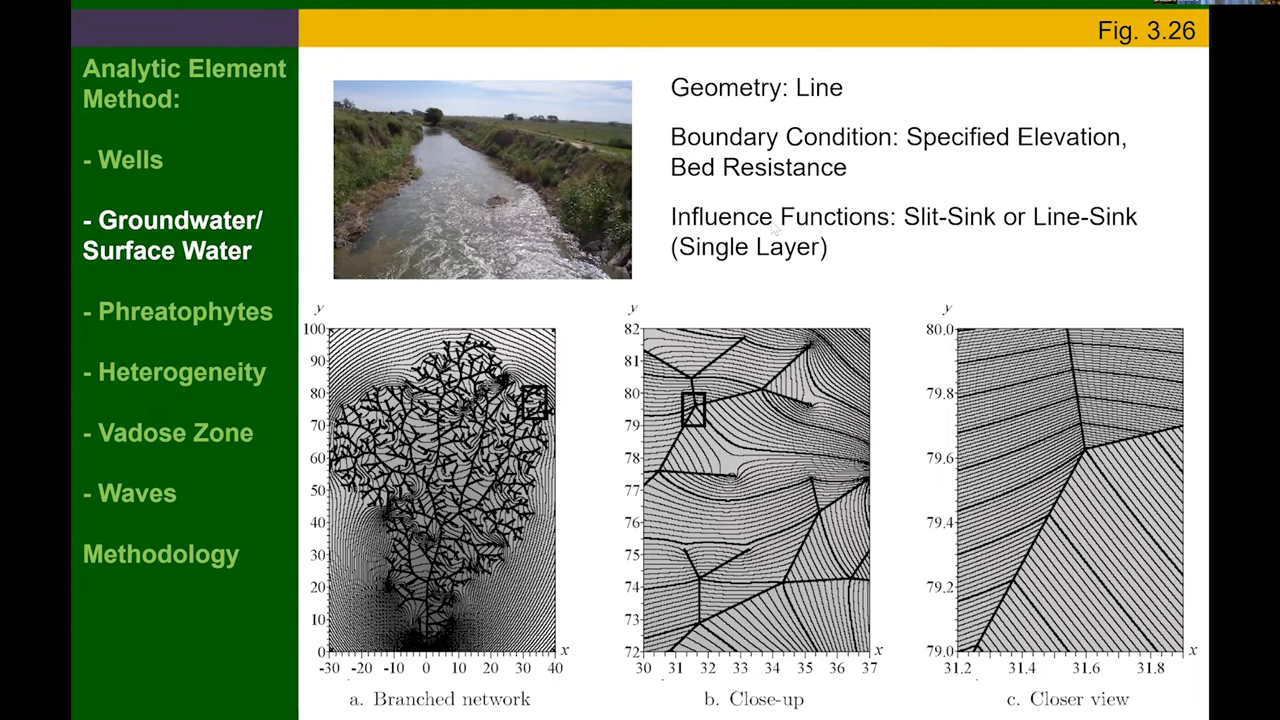 Fig. 3.26
Analytic Element
Method:
- Wells
- Groundwater/
Surface Water
- Phreatophytes
- Heterogeneity
- Vadose Zone
- Waves
Methodology
Geometry: Line
Boundary Condition: Specified Elevation,
Bed Resistance
Influence Functions: Slit-Sink or Line-Sink
(Single Layer)
y
100
90
80
70
60
50
40
30
20
10
0
-30 -20 -10 0 10 20 30 40
x
a. Branched network
y
82
81
80
79
78
77
76
75
74
73
72
30 31 32 33 34 35 36 37
x
b. Close-up
y
80.0
79.8
79.6
79.4
79.2
79.0
31.2 31.4 31.6 31.8
x
c. Closer view